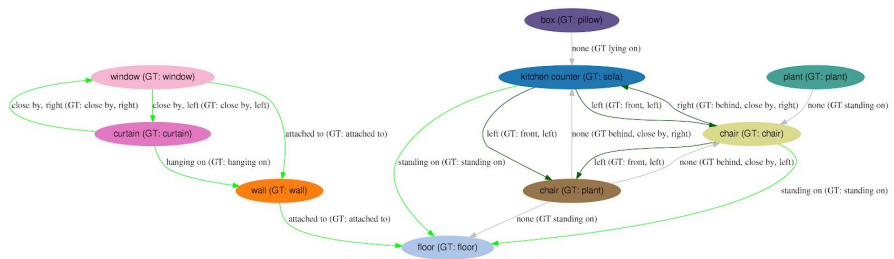 box (GT: pillow)
none (GT lying on)
window (GT: window)
kitchen counter (GT: sofa)
plant (GT: plant)
close by, right (GT: close by, right)
close by, left (GT: close by, left)
left (GT: front, left)
right (GT: behind, close by, right)
none (GT standing on)
curtain (GT: curtain)
attached to (GT: attached to)
left (GT: front, left)
none (GT behind, close by, right)
chair (GT: chair)
hanging on (GT: hanging on)
standing on (GT: standing on)
left (GT: front, left)
none (GT behind, close by, left)
wall (GT: wall)
chair (GT: plant)
standing on (GT: standing on)
attached to (GT: attached to)
none (GT standing on)
floor (GT: floor)